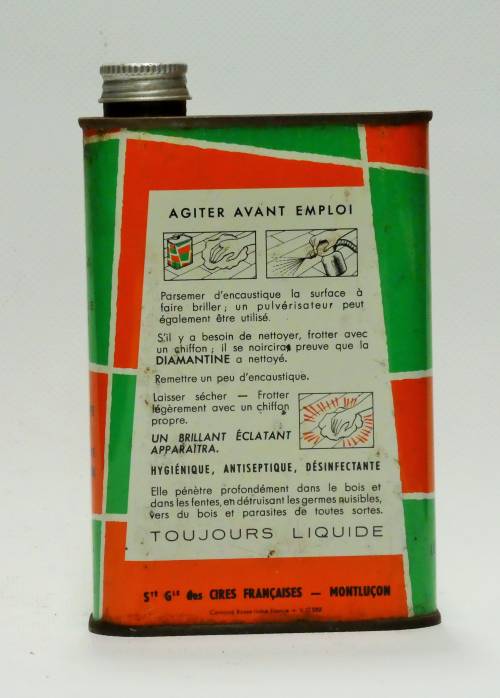 AGITER AVANT EMPLOI
Parsemer d'encaustique la surface à
faire briller ; un pulvérisateur peut
également être utilisé.
S'il y a besoin de nettoyer, frotter avec
un chiffon ; il se noircira, preuve que la
DIAMANTINE a nettoyé.
Remettre un peu d'encaustique.
Laisser sécher — Frotter
légèrement avec un chiffon
propre.
UN BRILLANT ÉCLATANT
APPARAITRA.
HYGIÉNIQUE, ANTISEPTIQUE, DÉSINFECTANTE
Elle pénètre profondément dans le bois et
dans les fentes, en détruisant les germes nuisibles,
vers du bois et parasites de toutes sortes.
TOUJOURS LIQUIDE
Sté Gle des CIRES FRANÇAISES — MONTLUÇON